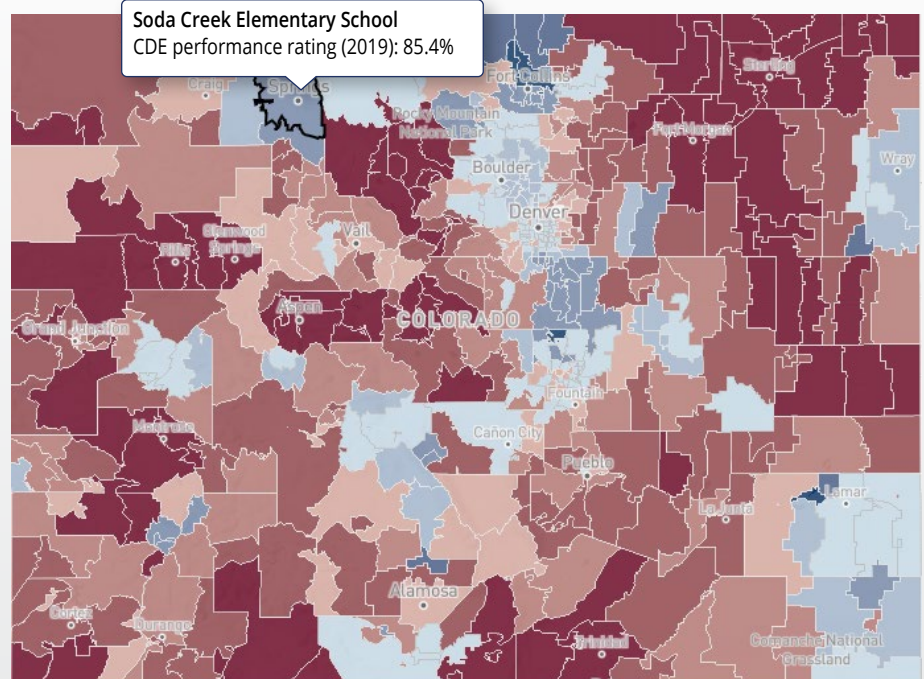 Soda Creek Elementary School
CDE performance rating (2019): 85.4%
Craig
Springs
Fort Collins
Sterling
Rocky Mountain
National Park
Fort Morgan
Boulder
Wray
Denver
Glenwood
Springs
Vail
Rifle
Aspen
COLORADO
Grand Junction
Fountain
Montrose
Cañon City
Pueblo
Lamar
La Junta
Alamosa
Cortez
Durango
Trinidad
Comanche National
Grassland